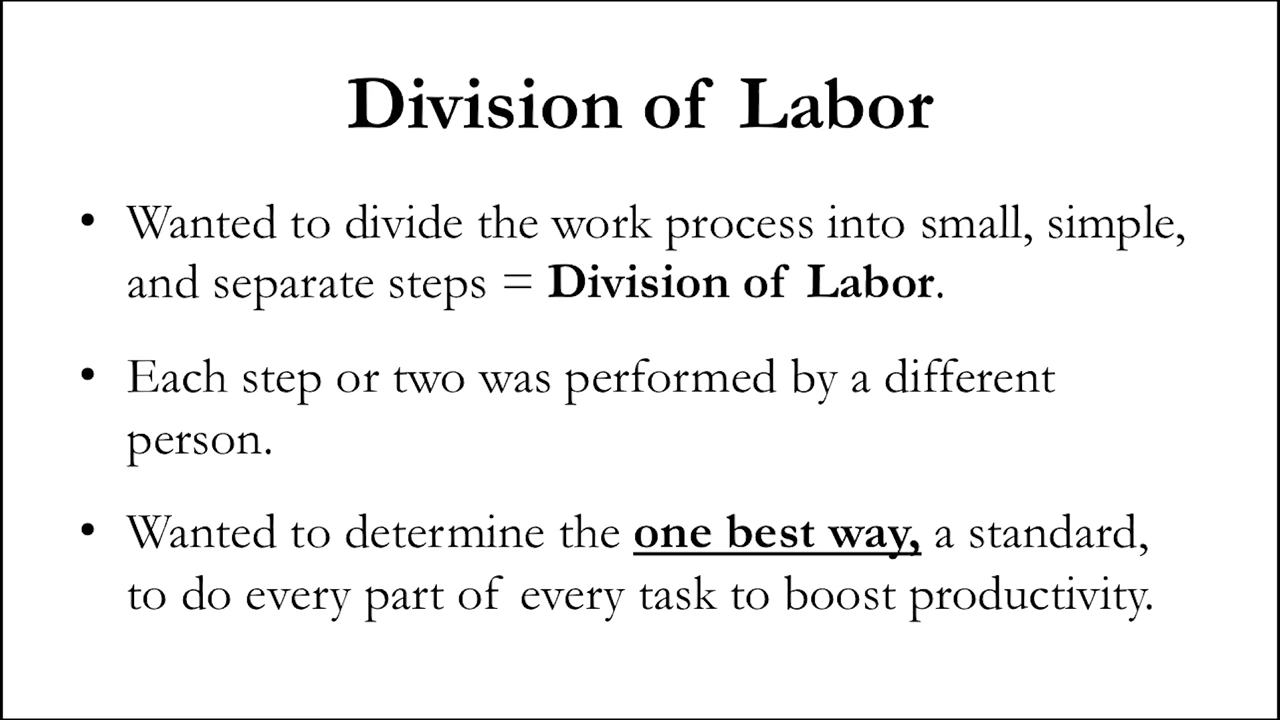 Division of Labor
• Wanted to divide the work process into small, simple,
and separate steps = Division of Labor.
• Each step or two was performed by a different
person.
• Wanted to determine the one best way, a standard,
to do every part of every task to boost productivity.